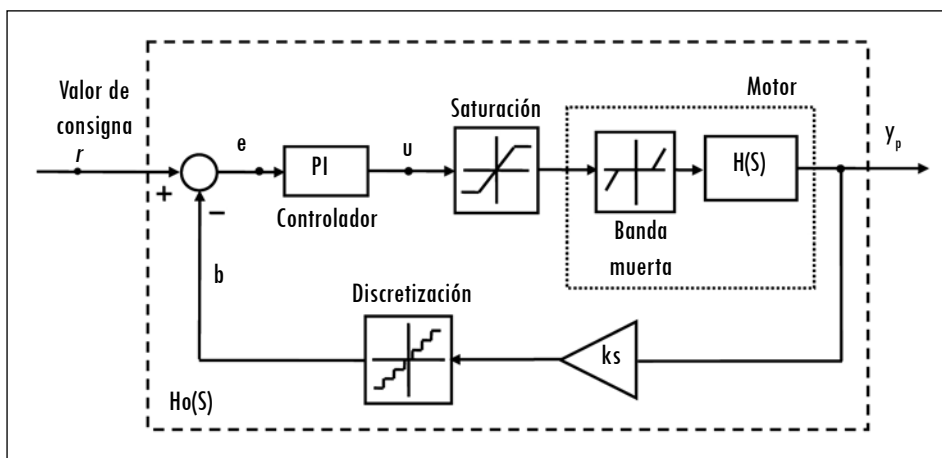 Valor de
consigna
r
+
−
e
PI
Controlador
u
Saturación
Motor
Banda
muerta
H(S)
y_p
b
Discretización
ks
Ho(S)